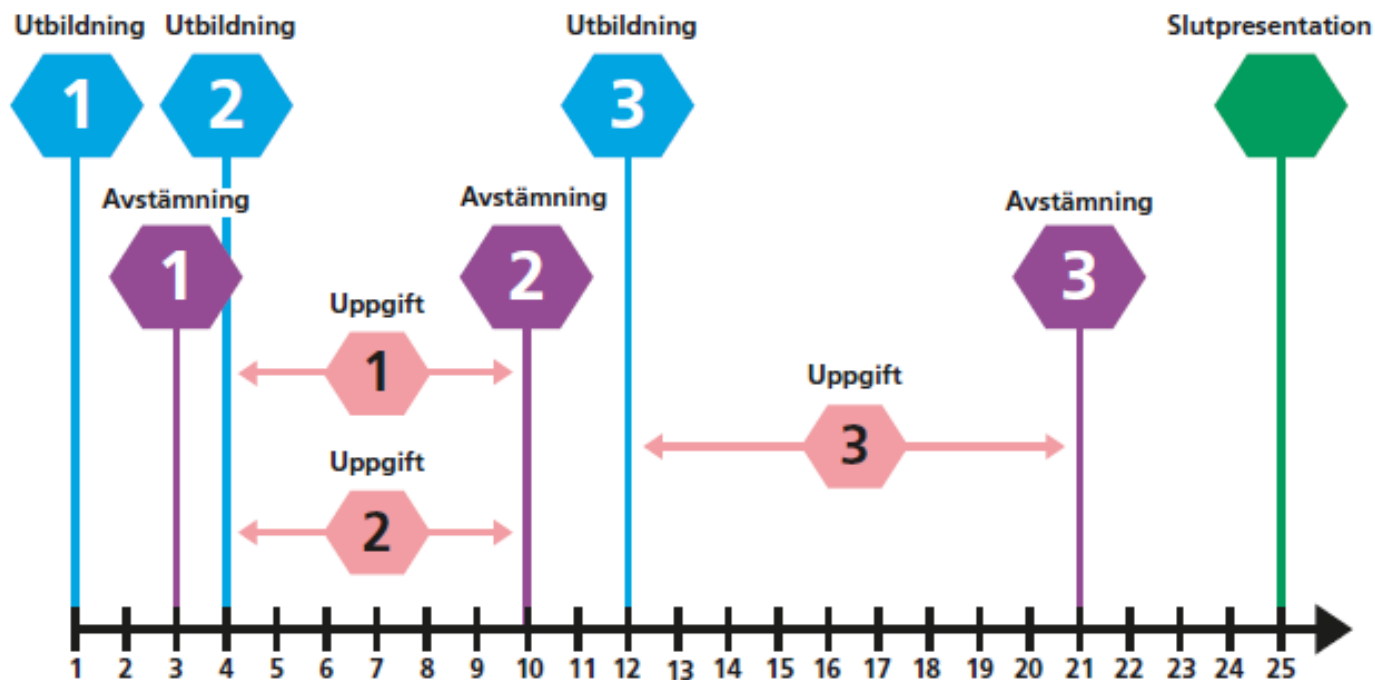 Utbildning Utbildning Utbildning Slutpresentation
1 2 3
Avstämning Avstämning Avstämning
1 2 3
Uppgift
1
Uppgift
3
Uppgift
2
1 2 3 4 5 6 7 8 9 10 11 12 13 14 15 16 17 18 19 20 21 22 23 24 25